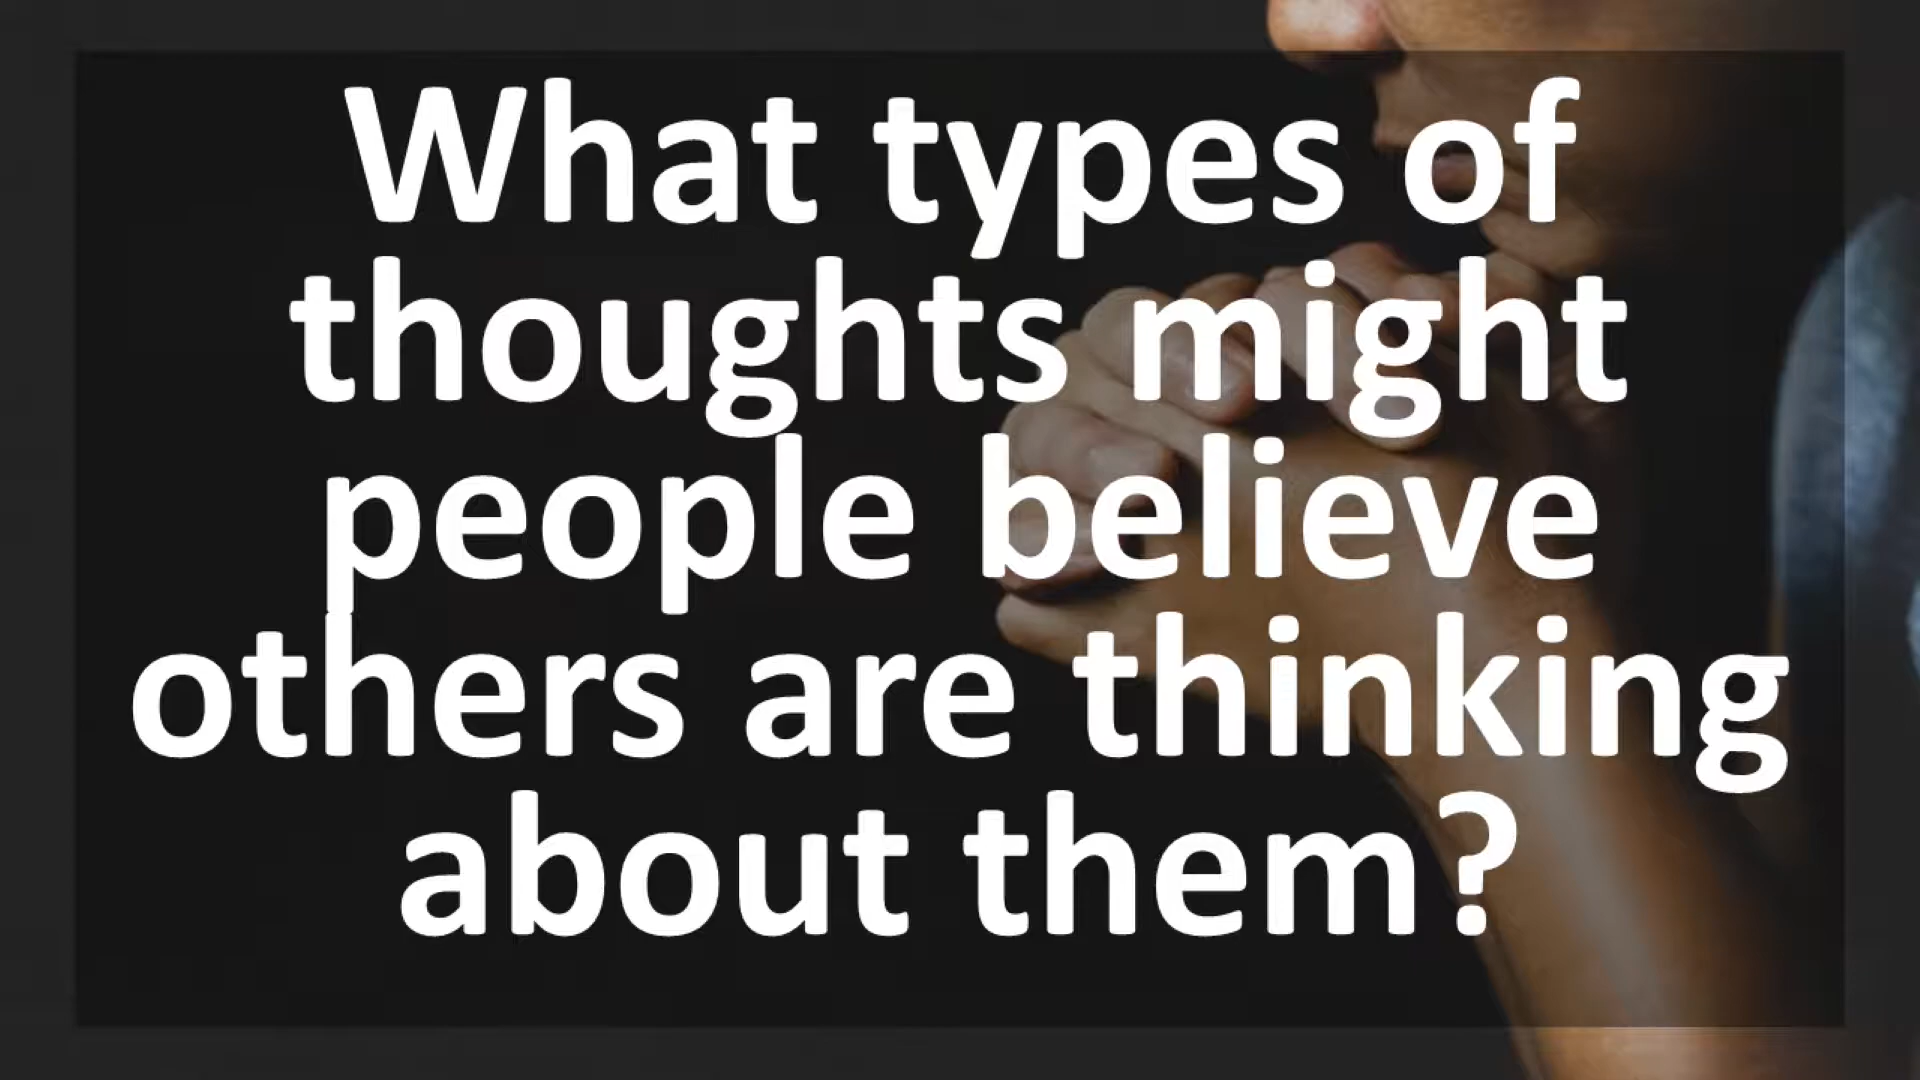 What types of
thoughts might
people believe
others are thinking
about them?